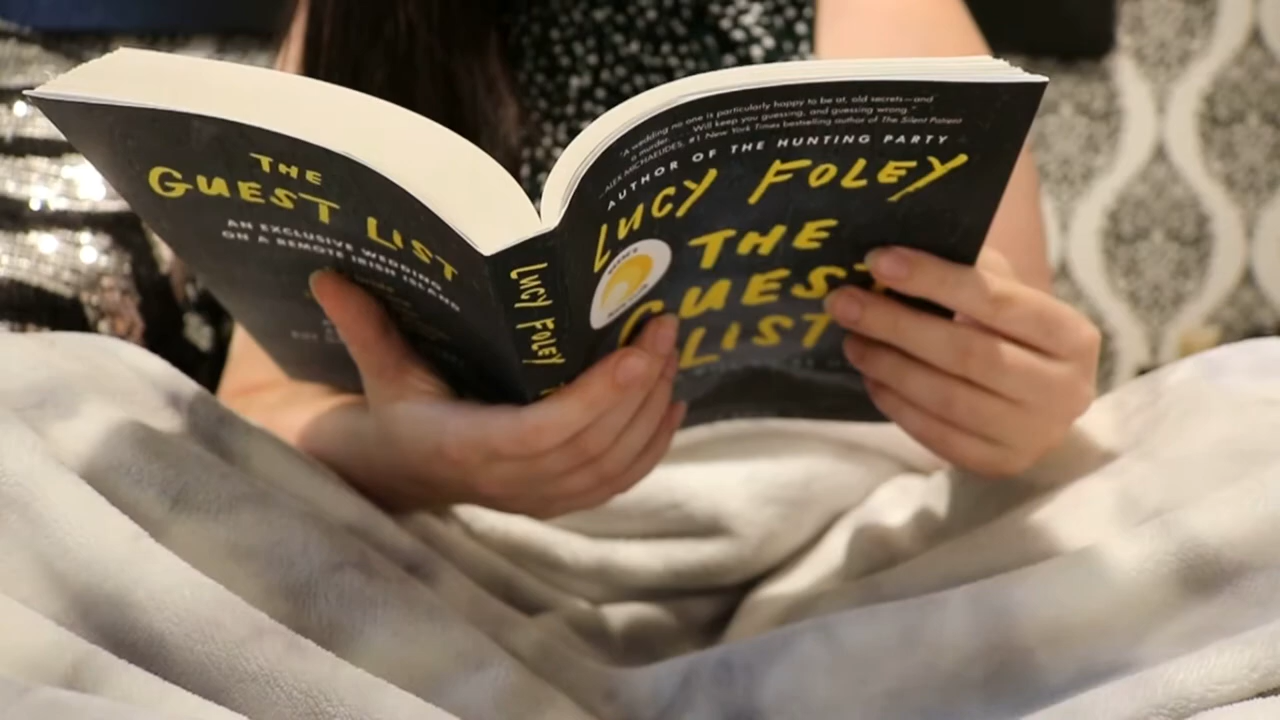 THE
GUEST LIST
AN EXCLUSIVE WEDDING
ON A REMOTE IRISH ISLAND
LUCY FOLEY
"A wedding no one is particularly happy to be at, old secrets—and
a murder. . . . Will keep you guessing, and guessing wrong."
—ALEX MICHAELIDES, #1 New York Times bestselling author of The Silent Patient
AUTHOR OF THE HUNTING PARTY
LUCY FOLEY
THE
GUEST
LIST